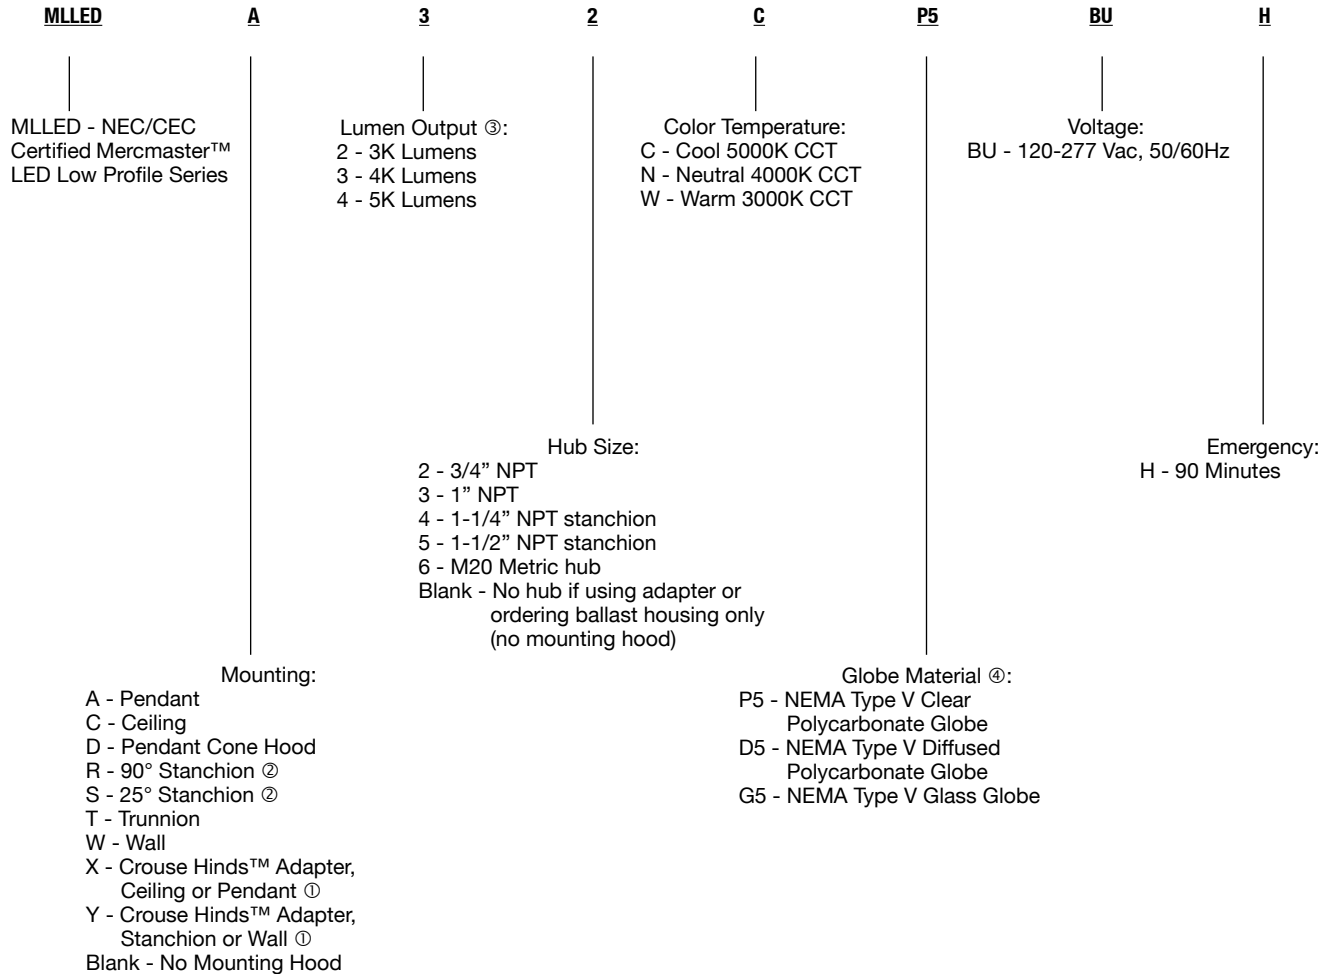 MLLED A 3 2 C P5 BU H
MLLED - NEC/CEC
Certified Mercmaster™
LED Low Profile Series
Lumen Output ③:
2 - 3K Lumens
3 - 4K Lumens
4 - 5K Lumens
Color Temperature:
C - Cool 5000K CCT
N - Neutral 4000K CCT
W - Warm 3000K CCT
Voltage:
BU - 120-277 Vac, 50/60Hz
Hub Size:
2 - 3/4” NPT
3 - 1” NPT
4 - 1-1/4” NPT stanchion
5 - 1-1/2” NPT stanchion
6 - M20 Metric hub
Blank - No hub if using adapter or
ordering ballast housing only
(no mounting hood)
Emergency:
H - 90 Minutes
Mounting:
A - Pendant
C - Ceiling
D - Pendant Cone Hood
R - 90° Stanchion ②
S - 25° Stanchion ②
T - Trunnion
W - Wall
X - Crouse Hinds™ Adapter,
Ceiling or Pendant ①
Y - Crouse Hinds™ Adapter,
Stanchion or Wall ①
Blank - No Mounting Hood
Globe Material ④:
P5 - NEMA Type V Clear
Polycarbonate Globe
D5 - NEMA Type V Diffused
Polycarbonate Globe
G5 - NEMA Type V Glass Globe